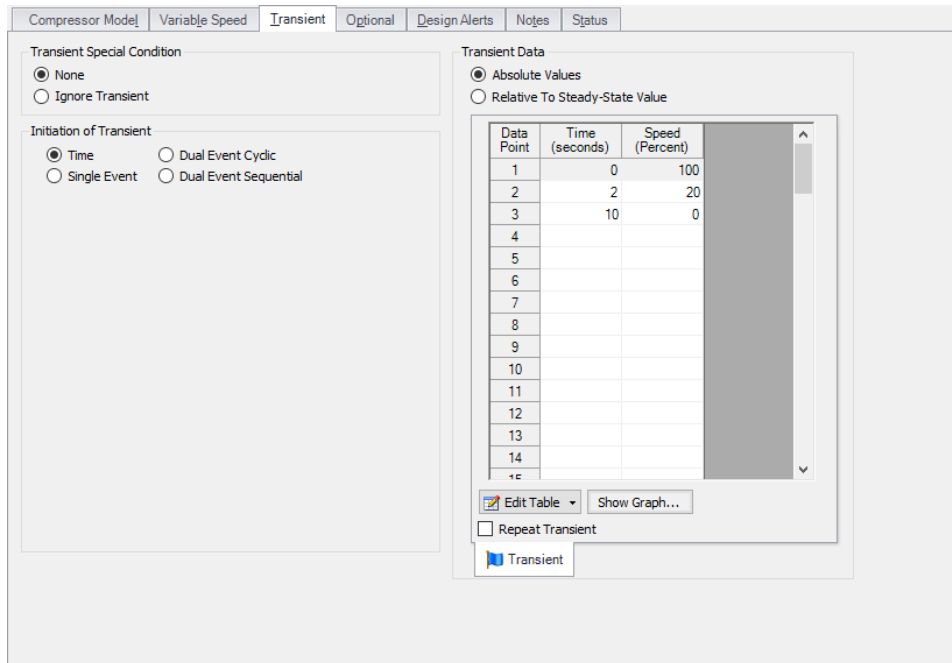 Compressor Model Variable Speed Transient Optional Design Alerts Notes Status
Transient Special Condition
None
Ignore Transient
Initiation of Transient
Time Dual Event Cyclic
Single Event Dual Event Sequential
Transient Data
Absolute Values
Relative To Steady-State Value
Data Point Time (seconds) Speed (Percent)
1 0 100
2 2 20
3 10 0
4
5
6
7
8
9
10
11
12
13
14
15
Edit Table Show Graph...
Repeat Transient
Transient